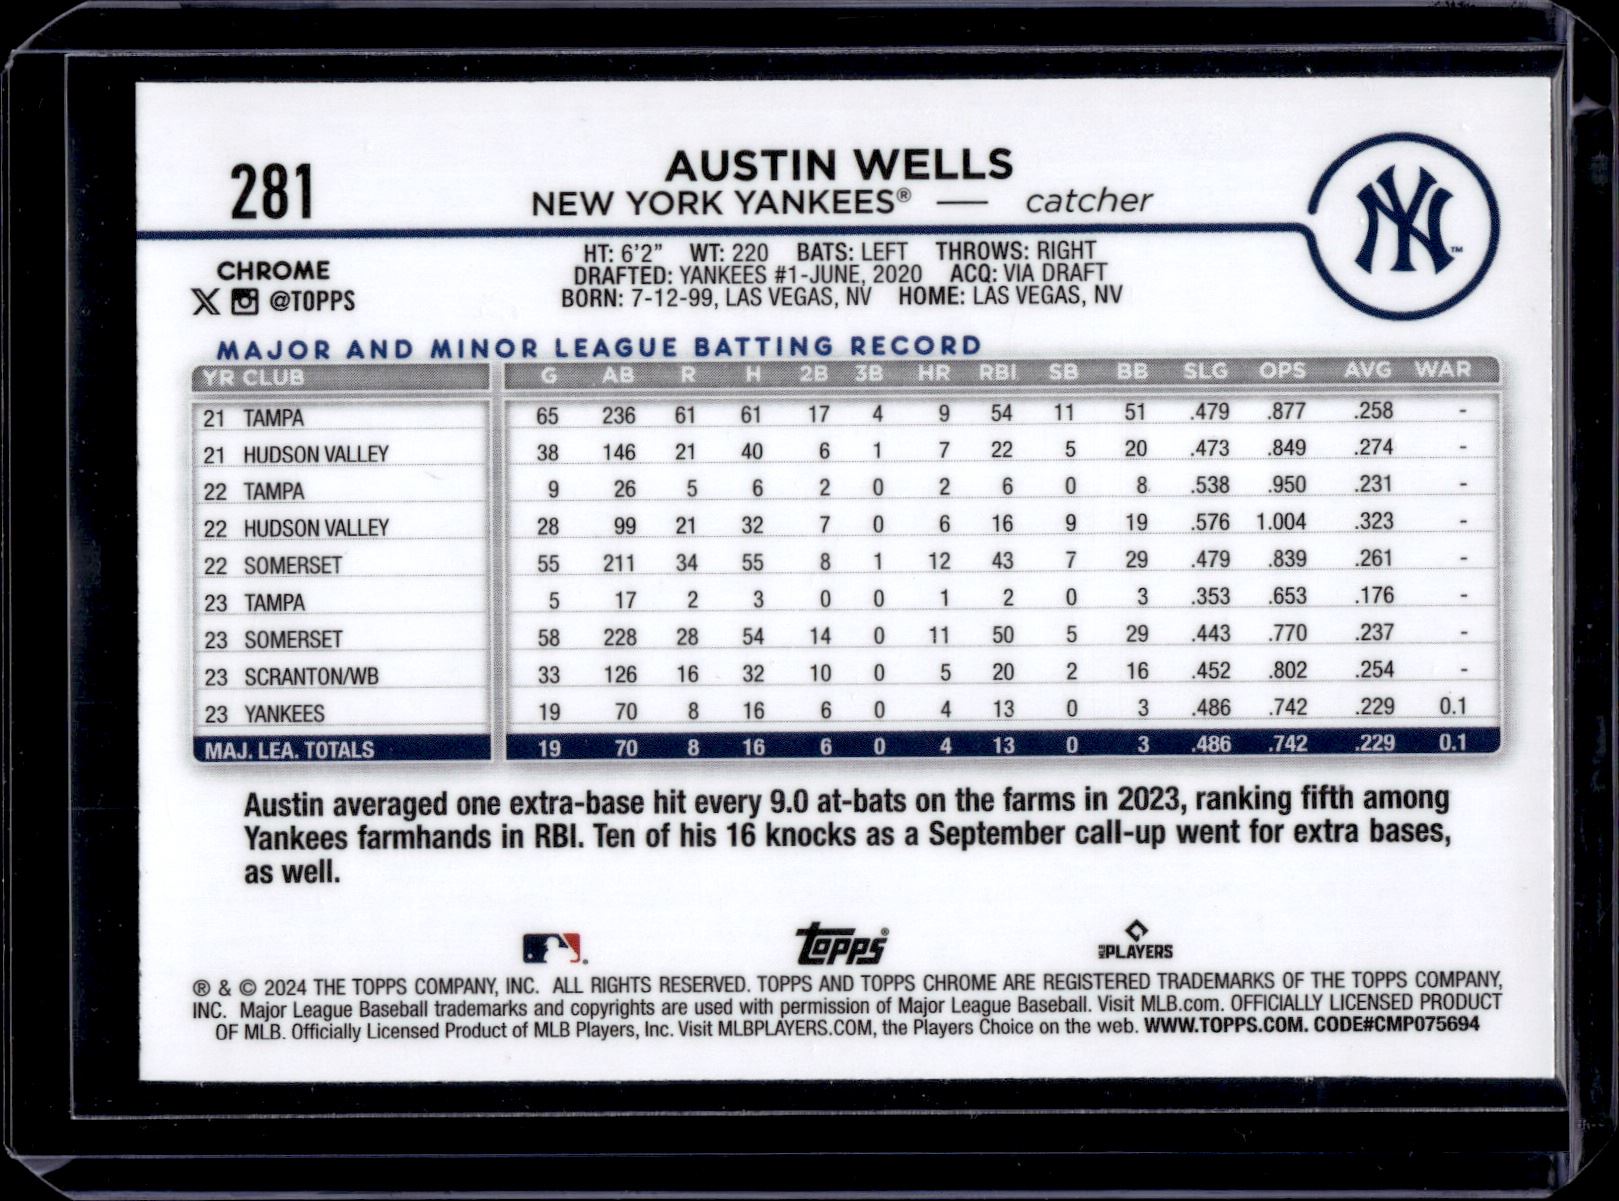 281
AUSTIN WELLS
NEW YORK YANKEES® — catcher
NY™
CHROME
@TOPPS
HT: 6'2" WT: 220 BATS: LEFT THROWS: RIGHT
DRAFTED: YANKEES #1-JUNE, 2020 ACQ: VIA DRAFT
BORN: 7-12-99, LAS VEGAS, NV HOME: LAS VEGAS, NV
MAJOR AND MINOR LEAGUE BATTING RECORD
YR CLUB G AB R H 2B 3B HR RBI SB BB SLG OPS AVG WAR
21 TAMPA 65 236 61 61 17 4 9 54 11 51 .479 .877 .258 -
21 HUDSON VALLEY 38 146 21 40 6 1 7 22 5 20 .473 .849 .274 -
22 TAMPA 9 26 5 6 2 0 2 6 0 8 .538 .950 .231 -
22 HUDSON VALLEY 28 99 21 32 7 0 6 16 9 19 .576 1.004 .323 -
22 SOMERSET 55 211 34 55 8 1 12 43 7 29 .479 .839 .261 -
23 TAMPA 5 17 2 3 0 0 1 2 0 3 .353 .653 .176 -
23 SOMERSET 58 228 28 54 14 0 11 50 5 29 .443 .770 .237 -
23 SCRANTON/WB 33 126 16 32 10 0 5 20 2 16 .452 .802 .254 -
23 YANKEES 19 70 8 16 6 0 4 13 0 3 .486 .742 .229 0.1
MAJ. LEA. TOTALS 19 70 8 16 6 0 4 13 0 3 .486 .742 .229 0.1
Austin averaged one extra-base hit every 9.0 at-bats on the farms in 2023, ranking fifth among
Yankees farmhands in RBI. Ten of his 16 knocks as a September call-up went for extra bases,
as well.
topps® MLB PLAYERS
® & © 2024 THE TOPPS COMPANY, INC. ALL RIGHTS RESERVED. TOPPS AND TOPPS CHROME ARE REGISTERED TRADEMARKS OF THE TOPPS COMPANY,
INC. Major League Baseball trademarks and copyrights are used with permission of Major League Baseball. Visit MLB.com. OFFICIALLY LICENSED PRODUCT
OF MLB. Officially Licensed Product of MLB Players, Inc. Visit MLBPLAYERS.COM, the Players Choice on the web. WWW.TOPPS.COM. CODE#CMP075694